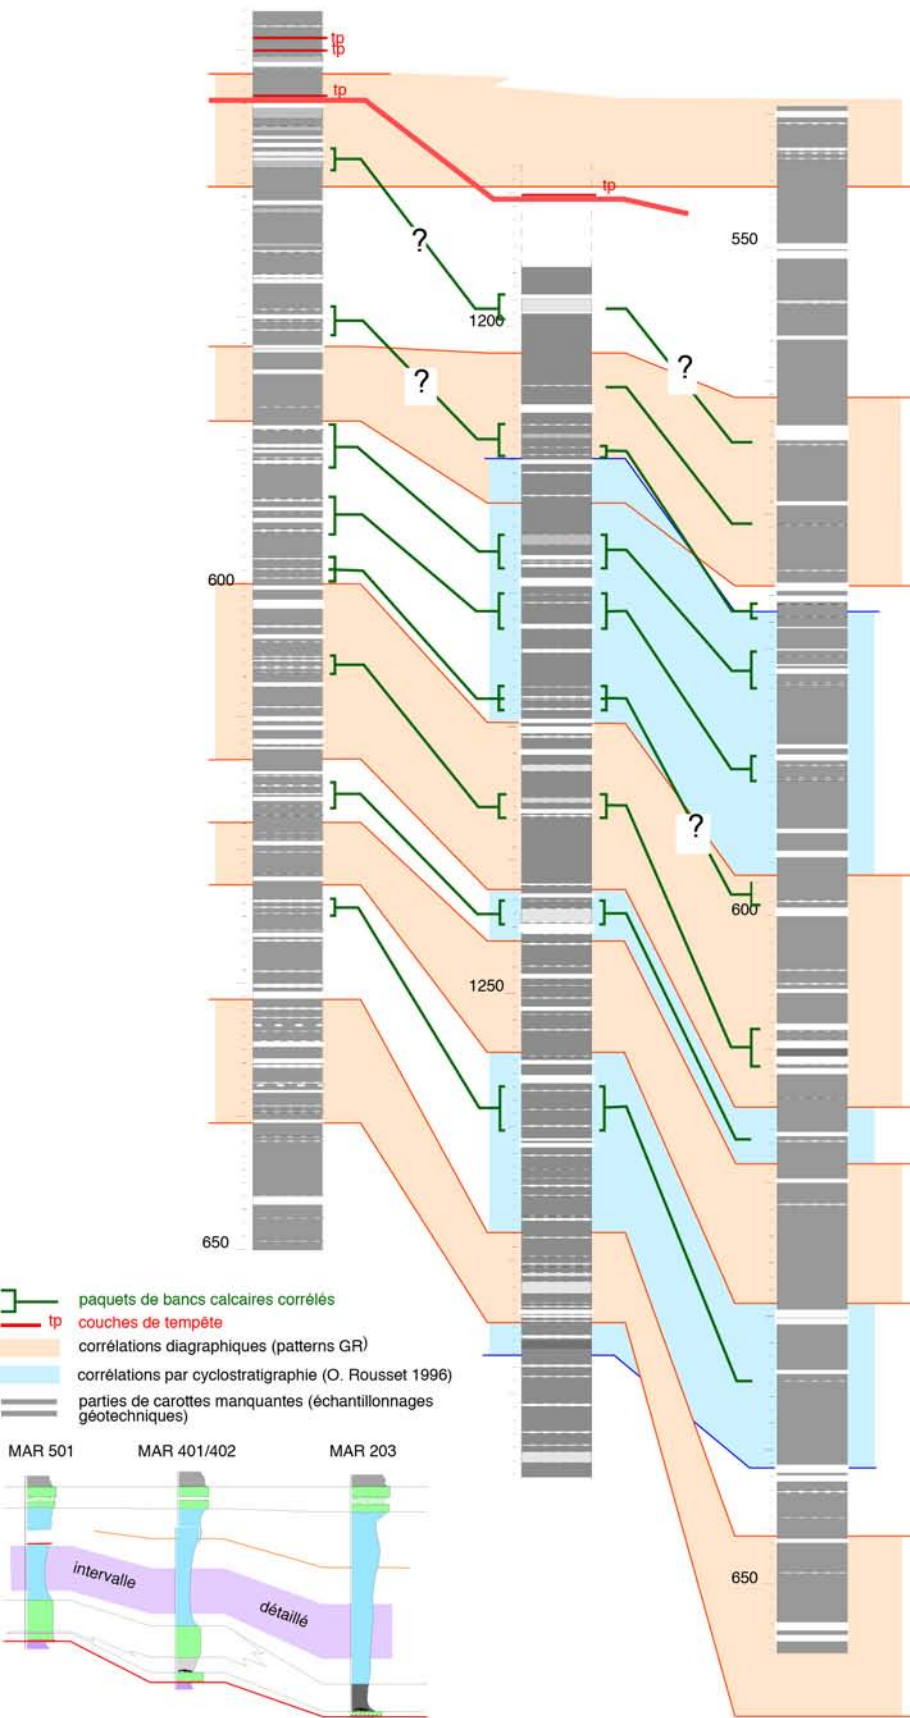 tp
tp
tp
tp
550
?
1200
?
?
600
?
600
1250
650
paquets de bancs calcaires corrélés
tp couches de tempête
corrélations diagraphiques (patterns GR)
corrélations par cyclostratigraphie (O. Rousset 1996)
parties de carottes manquantes (échantillonnages
géotechniques)
MAR 501 MAR 401/402 MAR 203
intervalle
détaillé
650